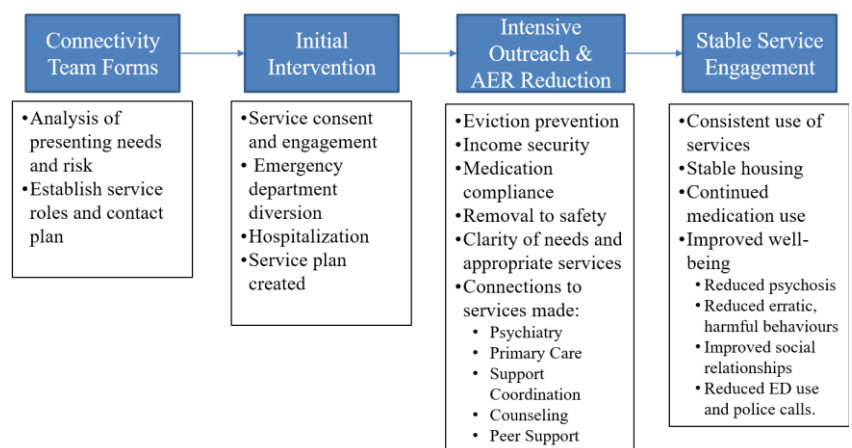 Connectivity
Team Forms
•Analysis of
presenting needs
and risk
•Establish service
roles and contact
plan
Initial
Intervention
•Service consent
and engagement
• Emergency
department
diversion
•Hospitalization
•Service plan
created
Intensive
Outreach &
AER Reduction
•Eviction prevention
•Income security
•Medication
compliance
•Removal to safety
•Clarity of needs and
appropriate services
•Connections to
services made:
• Psychiatry
• Primary Care
• Support
Coordination
• Counseling
• Peer Support
Stable Service
Engagement
•Consistent use of
services
•Stable housing
•Continued
medication use
•Improved well-
being
• Reduced psychosis
• Reduced erratic,
harmful behaviours
• Improved social
relationships
• Reduced ED use
and police calls.